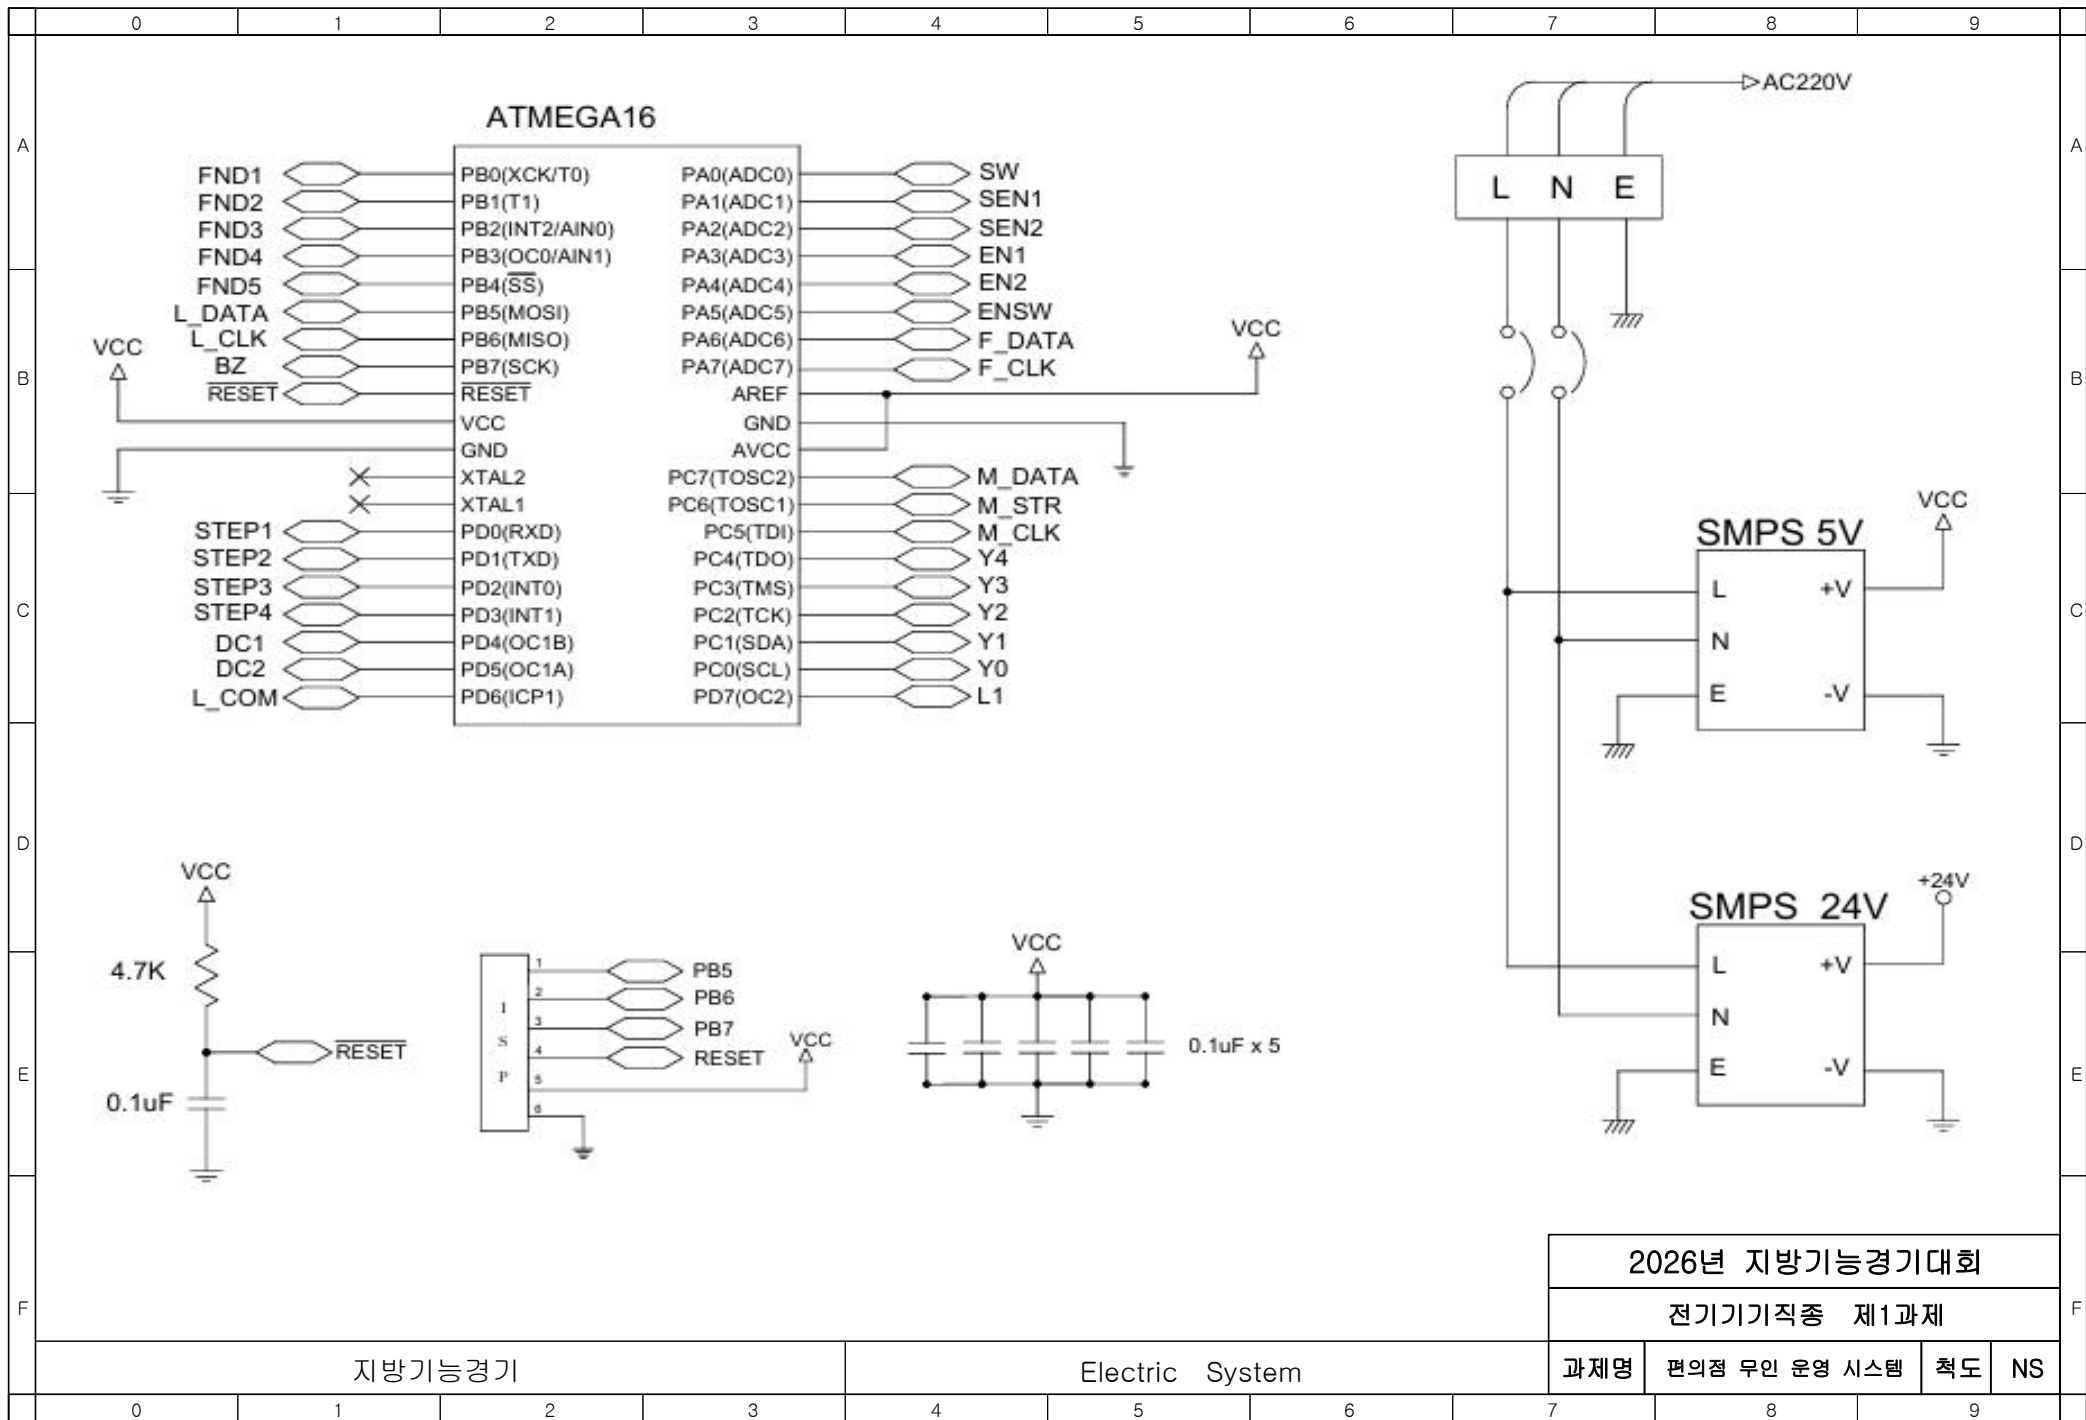 0 1 2 3 4 5 6 7 8 9
A
B
C
D
E
F
ATMEGA16
FND1 PB0(XCK/T0) PA0(ADC0) SW
FND2 PB1(T1) PA1(ADC1) SEN1
FND3 PB2(INT2/AIN0) PA2(ADC2) SEN2
FND4 PB3(OC0/AIN1) PA3(ADC3) EN1
FND5 PB4(SS) PA4(ADC4) EN2
L_DATA PB5(MOSI) PA5(ADC5) ENSW
L_CLK PB6(MISO) PA6(ADC6) F_DATA
BZ PB7(SCK) PA7(ADC7) F_CLK
RESET RESET AREF VCC
VCC VCC GND
GND AVCC
XTAL2 PC7(TOSC2) M_DATA
XTAL1 PC6(TOSC1) M_STR
STEP1 PD0(RXD) PC5(TDI) M_CLK
STEP2 PD1(TXD) PC4(TDO) Y4
STEP3 PD2(INT0) PC3(TMS) Y3
STEP4 PD3(INT1) PC2(TCK) Y2
DC1 PD4(OC1B) PC1(SDA) Y1
DC2 PD5(OC1A) PC0(SCL) Y0
L_COM PD6(ICP1) PD7(OC2) L1
AC220V
L N E
SMPS 5V
VCC
L +V
N
E -V
SMPS 24V
+24V
L +V
N
E -V
VCC
4.7K
RESET
0.1uF
I S P
1 PB5
2 PB6
3 PB7
4 RESET
5 VCC
6
VCC
0.1uF x 5
2026년 지방기능경기대회
전기기기직종 제1과제
과제명 편의점 무인 운영 시스템 척도 NS
지방기능경기 Electric System
0 1 2 3 4 5 6 7 8 9
A
B
C
D
E
F